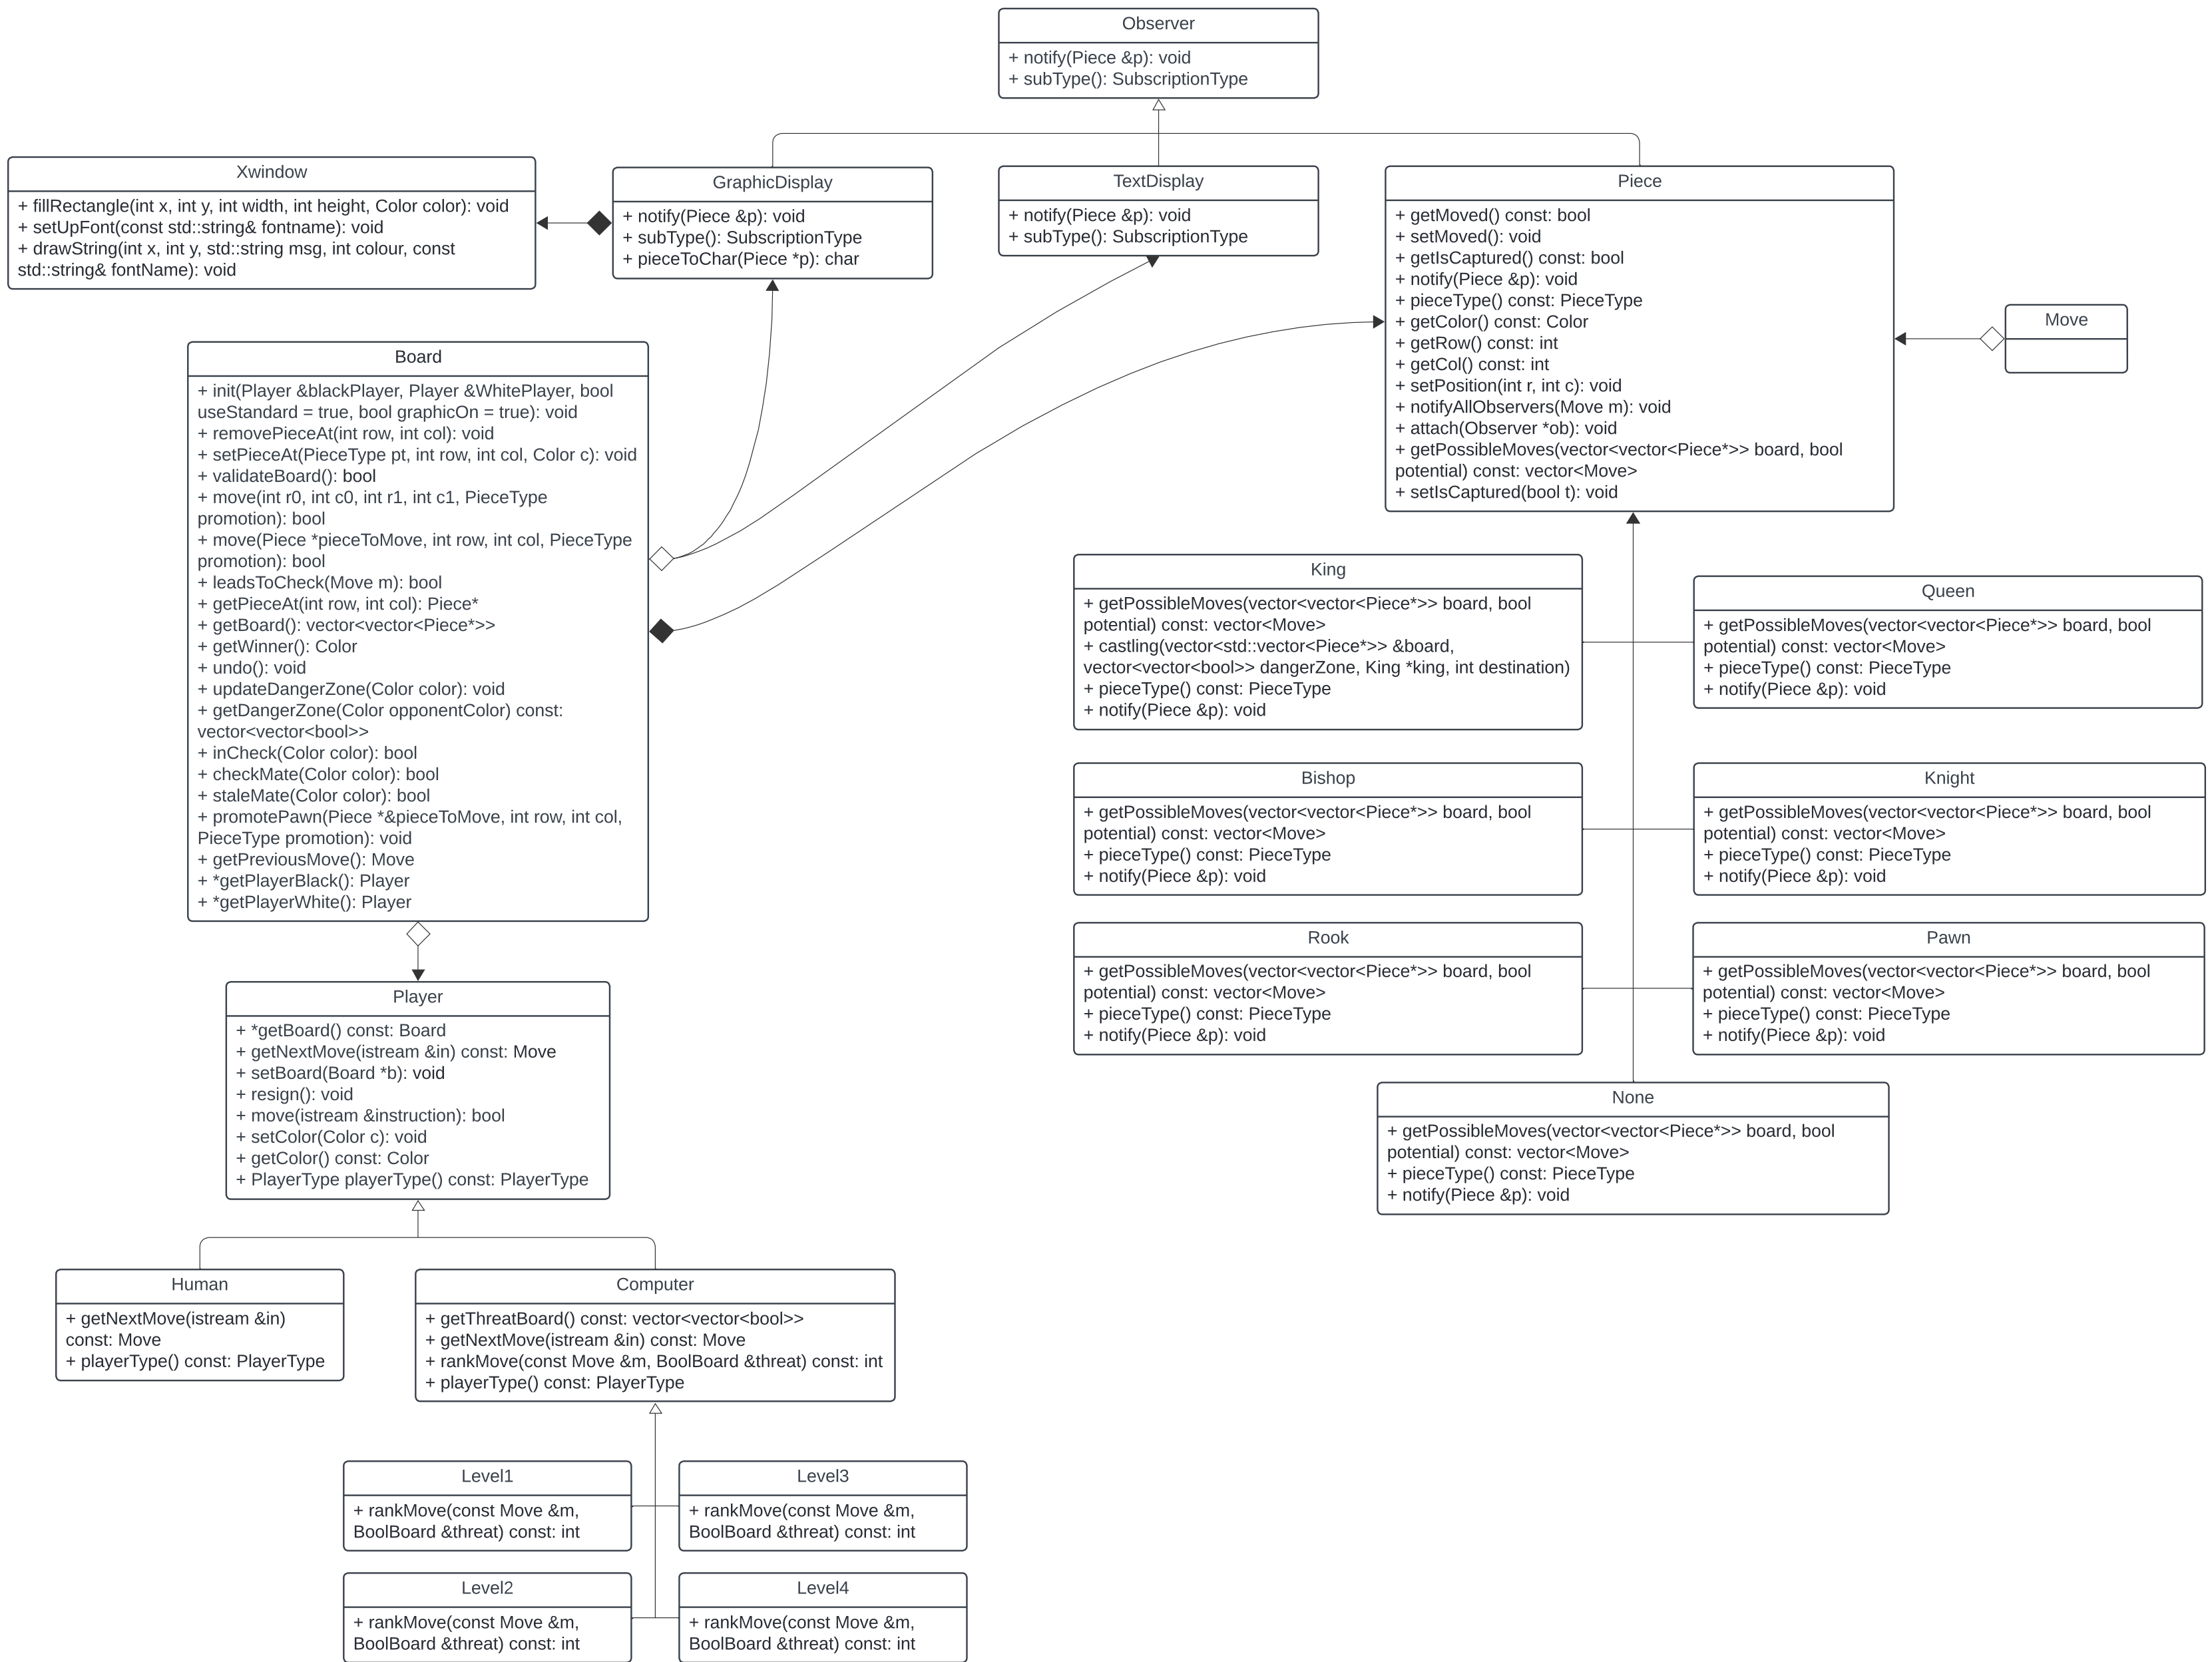 Observer
+ notify(Piece &p): void
+ subType(): SubscriptionType
Xwindow
+ fillRectangle(int x, int y, int width, int height, Color color): void
+ setUpFont(const std::string& fontname): void
+ drawString(int x, int y, std::string msg, int colour, const
std::string& fontName): void
GraphicDisplay
+ notify(Piece &p): void
+ subType(): SubscriptionType
+ pieceToChar(Piece *p): char
TextDisplay
+ notify(Piece &p): void
+ subType(): SubscriptionType
Piece
+ getMoved() const: bool
+ setMoved(): void
+ getIsCaptured() const: bool
+ notify(Piece &p): void
+ pieceType() const: PieceType
+ getColor() const: Color
+ getRow() const: int
+ getCol() const: int
+ setPosition(int r, int c): void
+ notifyAllObservers(Move m): void
+ attach(Observer *ob): void
+ getPossibleMoves(vector<vector<Piece*>> board, bool
potential) const: vector<Move>
+ setIsCaptured(bool t): void
Move
Board
+ init(Player &blackPlayer, Player &WhitePlayer, bool
useStandard = true, bool graphicOn = true): void
+ removePieceAt(int row, int col): void
+ setPieceAt(PieceType pt, int row, int col, Color c): void
+ validateBoard(): bool
+ move(int r0, int c0, int r1, int c1, PieceType
promotion): bool
+ move(Piece *pieceToMove, int row, int col, PieceType
promotion): bool
+ leadsToCheck(Move m): bool
+ getPieceAt(int row, int col): Piece*
+ getBoard(): vector<vector<Piece*>>
+ getWinner(): Color
+ undo(): void
+ updateDangerZone(Color color): void
+ getDangerZone(Color opponentColor) const:
vector<vector<bool>>
+ inCheck(Color color): bool
+ checkMate(Color color): bool
+ staleMate(Color color): bool
+ promotePawn(Piece *&pieceToMove, int row, int col,
PieceType promotion): void
+ getPreviousMove(): Move
+ *getPlayerBlack(): Player
+ *getPlayerWhite(): Player
King
+ getPossibleMoves(vector<vector<Piece*>> board, bool
potential) const: vector<Move>
+ castling(vector<std::vector<Piece*>> &board,
vector<vector<bool>> dangerZone, King *king, int destination)
+ pieceType() const: PieceType
+ notify(Piece &p): void
Queen
+ getPossibleMoves(vector<vector<Piece*>> board, bool
potential) const: vector<Move>
+ pieceType() const: PieceType
+ notify(Piece &p): void
Bishop
+ getPossibleMoves(vector<vector<Piece*>> board, bool
potential) const: vector<Move>
+ pieceType() const: PieceType
+ notify(Piece &p): void
Knight
+ getPossibleMoves(vector<vector<Piece*>> board, bool
potential) const: vector<Move>
+ pieceType() const: PieceType
+ notify(Piece &p): void
Rook
+ getPossibleMoves(vector<vector<Piece*>> board, bool
potential) const: vector<Move>
+ pieceType() const: PieceType
+ notify(Piece &p): void
Pawn
+ getPossibleMoves(vector<vector<Piece*>> board, bool
potential) const: vector<Move>
+ pieceType() const: PieceType
+ notify(Piece &p): void
None
+ getPossibleMoves(vector<vector<Piece*>> board, bool
potential) const: vector<Move>
+ pieceType() const: PieceType
+ notify(Piece &p): void
Player
+ *getBoard() const: Board
+ getNextMove(istream &in) const: Move
+ setBoard(Board *b): void
+ resign(): void
+ move(istream &instruction): bool
+ setColor(Color c): void
+ getColor() const: Color
+ PlayerType playerType() const: PlayerType
Human
+ getNextMove(istream &in)
const: Move
+ playerType() const: PlayerType
Computer
+ getThreatBoard() const: vector<vector<bool>>
+ getNextMove(istream &in) const: Move
+ rankMove(const Move &m, BoolBoard &threat) const: int
+ playerType() const: PlayerType
Level1
+ rankMove(const Move &m,
BoolBoard &threat) const: int
Level3
+ rankMove(const Move &m,
BoolBoard &threat) const: int
Level2
+ rankMove(const Move &m,
BoolBoard &threat) const: int
Level4
+ rankMove(const Move &m,
BoolBoard &threat) const: int